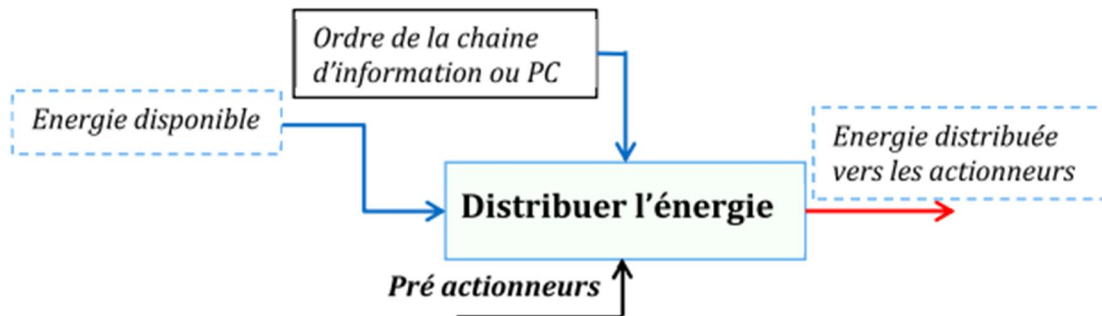 Ordre de la chaine
d'information ou PC
Energie disponible
Energie distribuée
vers les actionneurs
Distribuer l'énergie
Pré actionneurs